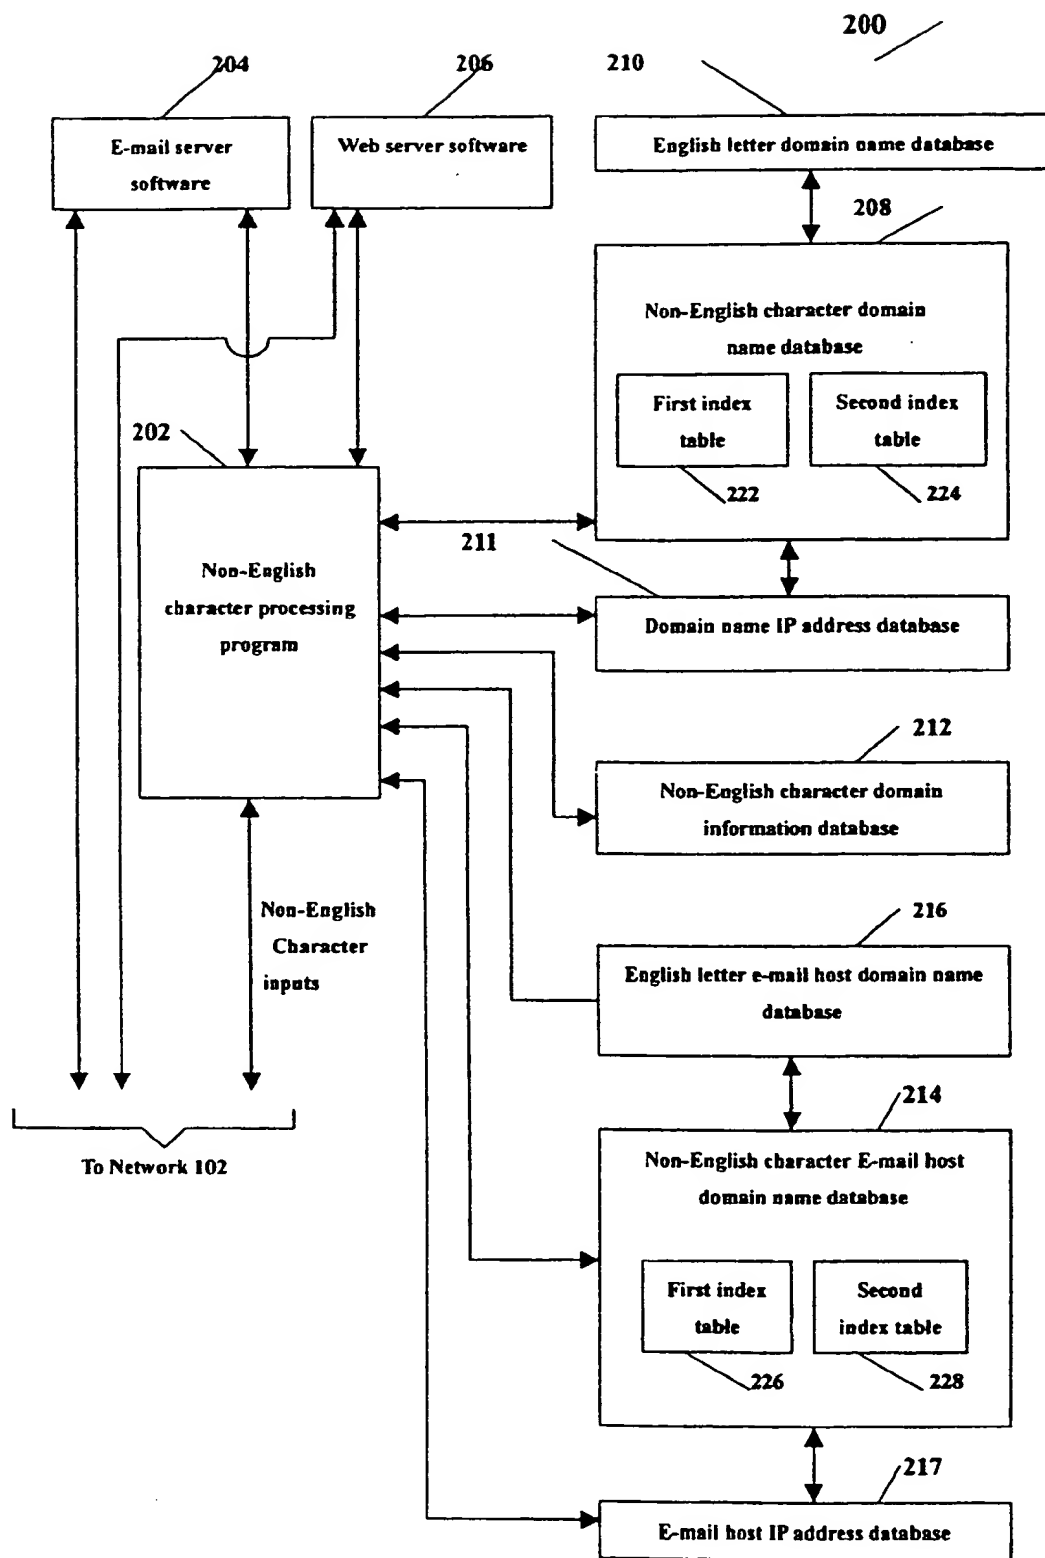 200
204
206
210
E-mail server
software
Web server software
English letter domain name database
208
Non-English character domain
name database
First index
table
Second index
table
222
224
202
211
Non-English
character processing
program
Domain name IP address database
212
Non-English character domain
information database
Non-English
Character
inputs
216
English letter e-mail host domain name
database
214
To Network 102
Non-English character E-mail host
domain name database
First index
table
Second
index table
226
228
217
E-mail host IP address database